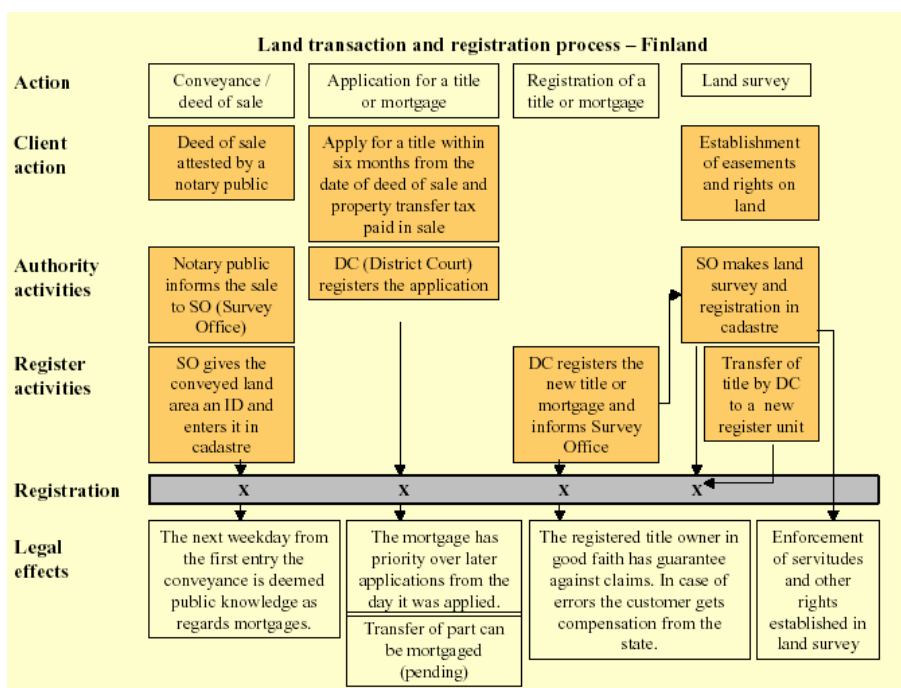 Land transaction and registration process – Finland
Action
Conveyance /
deed of sale
Application for a title
or mortgage
Registration of a
title or mortgage
Land survey
Client
action
Deed of sale
attested by a
notary public
Apply for a title within
six months from the
date of deed of sale and
property transfer tax
paid in sale
Establishment
of easements
and rights on
land
Authority
activities
Notary public
informs the sale
to SO (Survey
Office)
DC (District Court)
registers the application
SO makes land
survey and
registration in
cadastre
Register
activities
SO gives the
conveyed land
area an ID and
enters it in
cadastre
DC registers the
new title or
mortgage and
informs Survey
Office
Transfer of
title by DC
to a new
register unit
Registration
X
X
X
X
Legal
effects
The next weekday from
the first entry the
conveyance is deemed
public knowledge as
regards mortgages.
The mortgage has
priority over later
applications from the
day it was applied.
Transfer of part can
be mortgaged
(pending)
The registered title owner in
good faith has guarantee
against claims. In case of
errors the customer gets
compensation from the
state.
Enforcement
of servitudes
and other
rights
established in
land survey